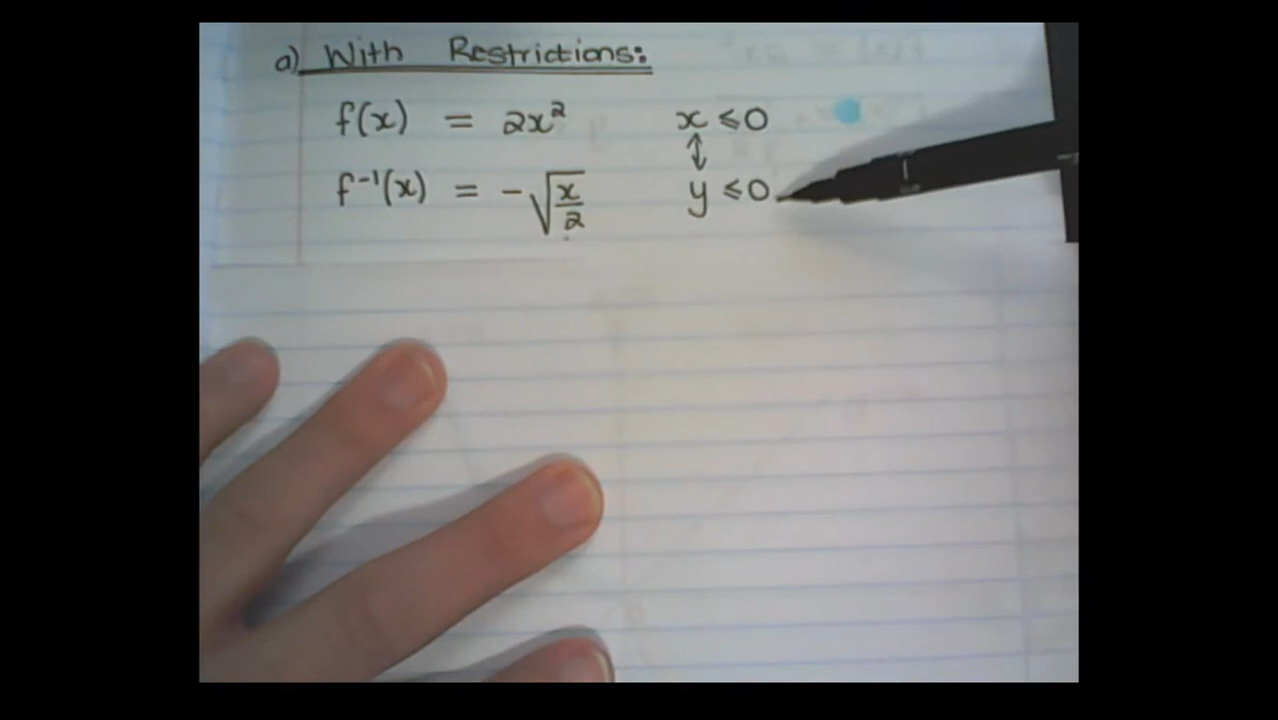 a) With Restrictions:
f(x) = 2x² x ⩽ 0
↕
f⁻¹(x) = -√(x/2) y ⩽ 0